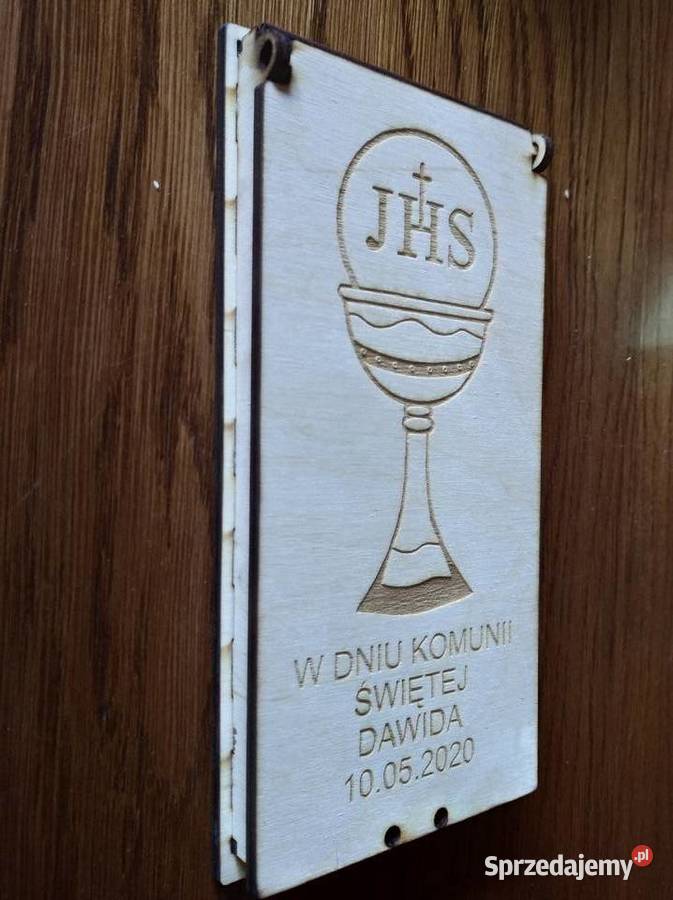 JHS
W DNIU KOMUNII
ŚWIĘTEJ
DAWIDA
10.05.2020
Sprzedajemy.pl